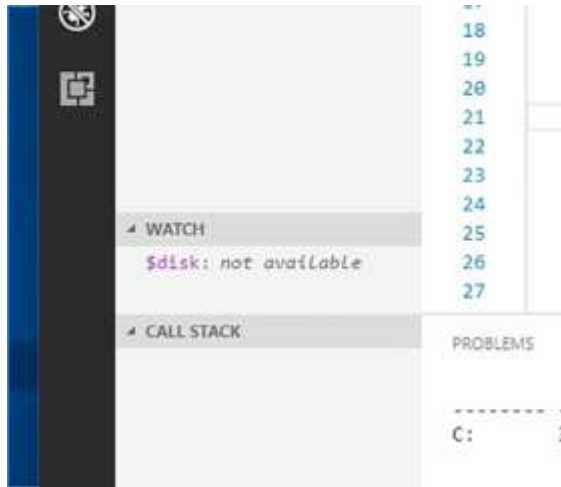 18
19
20
21
22
23
24
25
26
27
WATCH
$disk: not available
CALL STACK
PROBLEMS
--------
C: